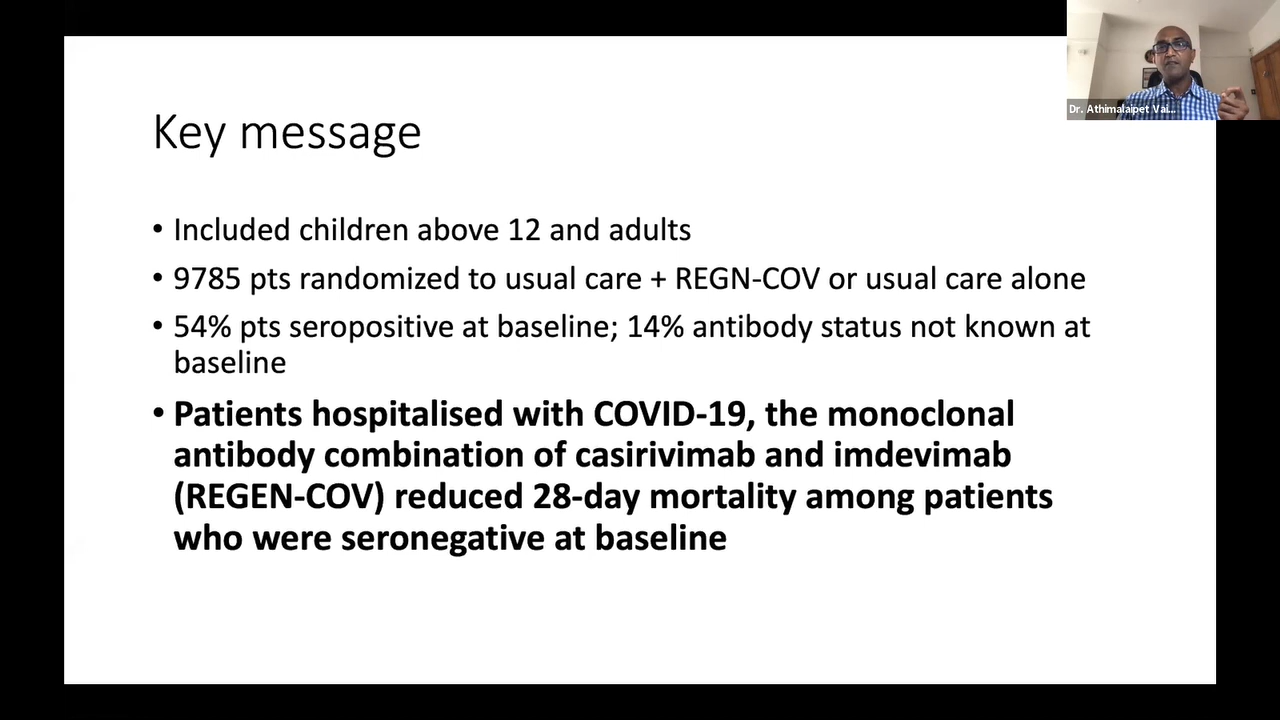 Dr. Athimalaipet Vai...
Key message
• Included children above 12 and adults
• 9785 pts randomized to usual care + REGN-COV or usual care alone
• 54% pts seropositive at baseline; 14% antibody status not known at
baseline
• Patients hospitalised with COVID-19, the monoclonal
antibody combination of casirivimab and imdevimab
(REGEN-COV) reduced 28-day mortality among patients
who were seronegative at baseline